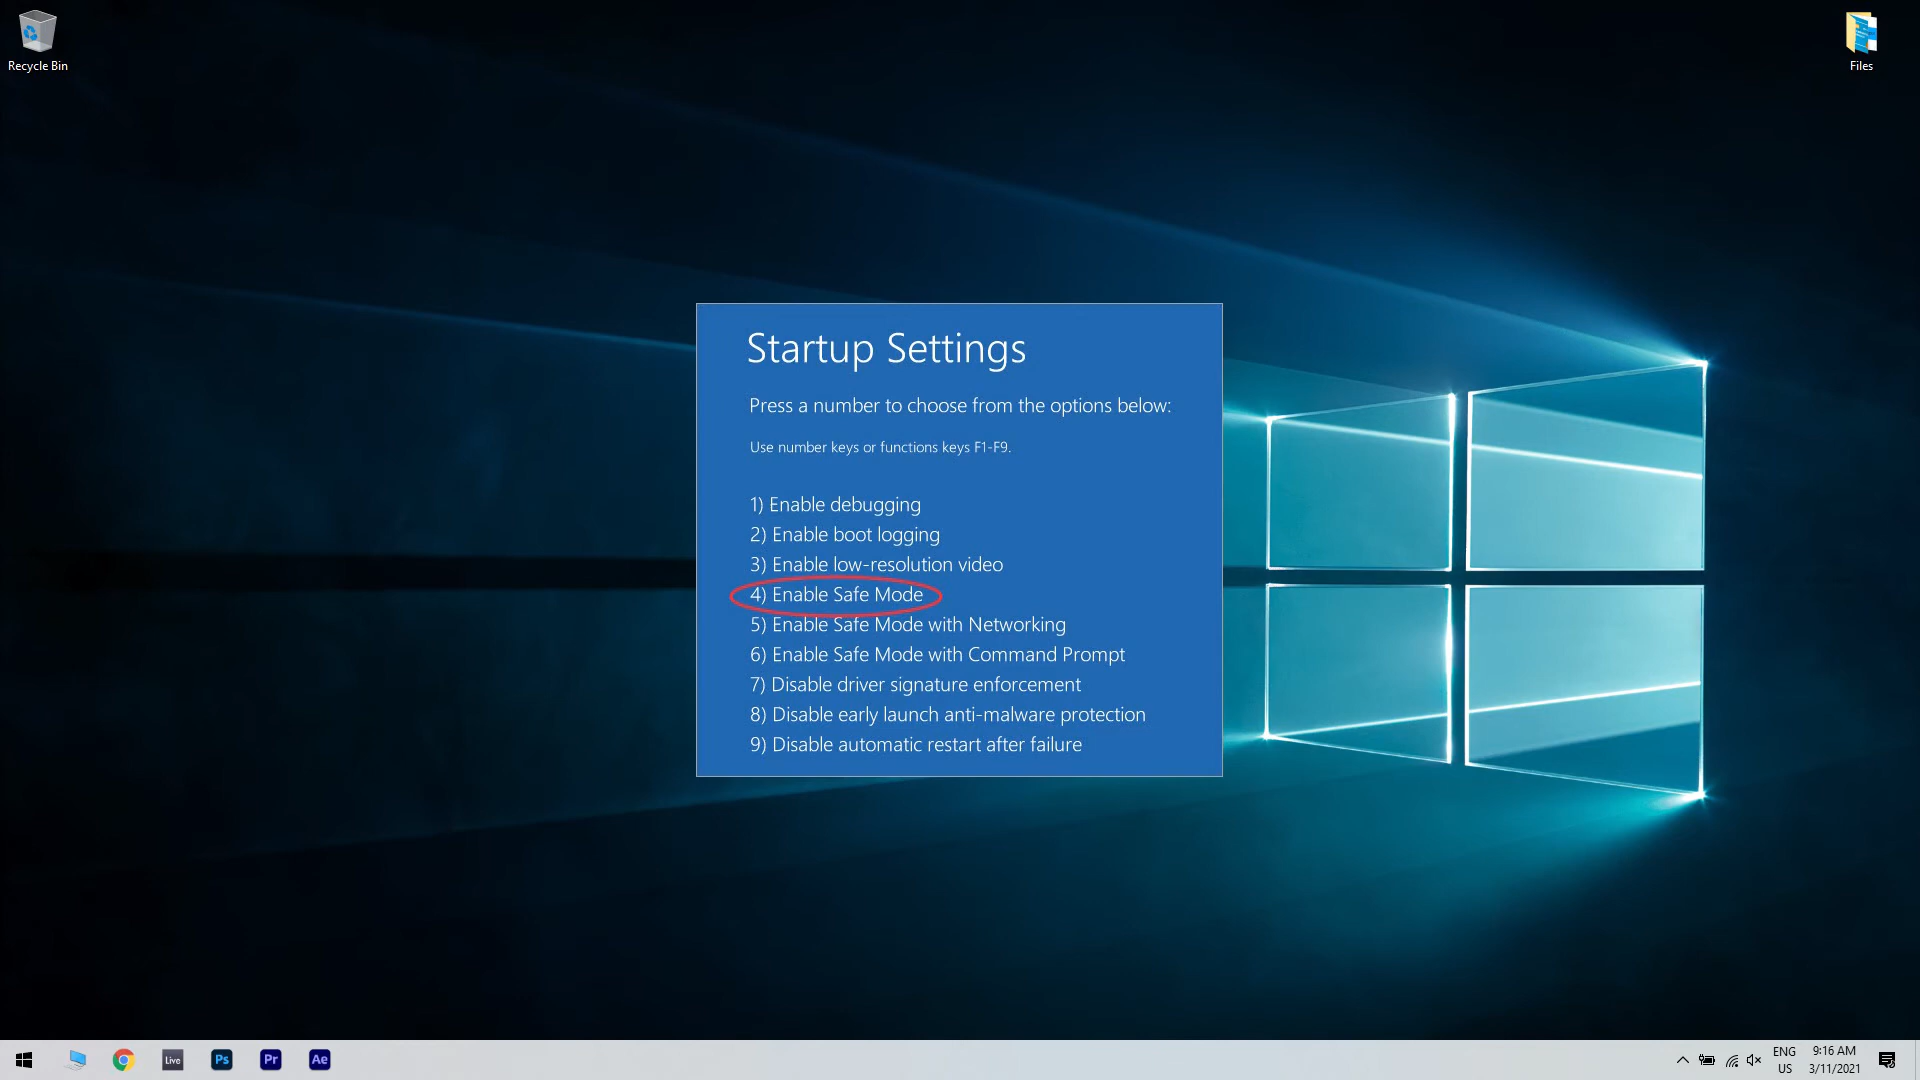 Recycle Bin
Files
Startup Settings
Press a number to choose from the options below:
Use number keys or functions keys F1-F9.
1) Enable debugging
2) Enable boot logging
3) Enable low-resolution video
4) Enable Safe Mode
5) Enable Safe Mode with Networking
6) Enable Safe Mode with Command Prompt
7) Disable driver signature enforcement
8) Disable early launch anti-malware protection
9) Disable automatic restart after failure
Live
Ps
Pr
Ae
ENG
US
9:16 AM
3/11/2021